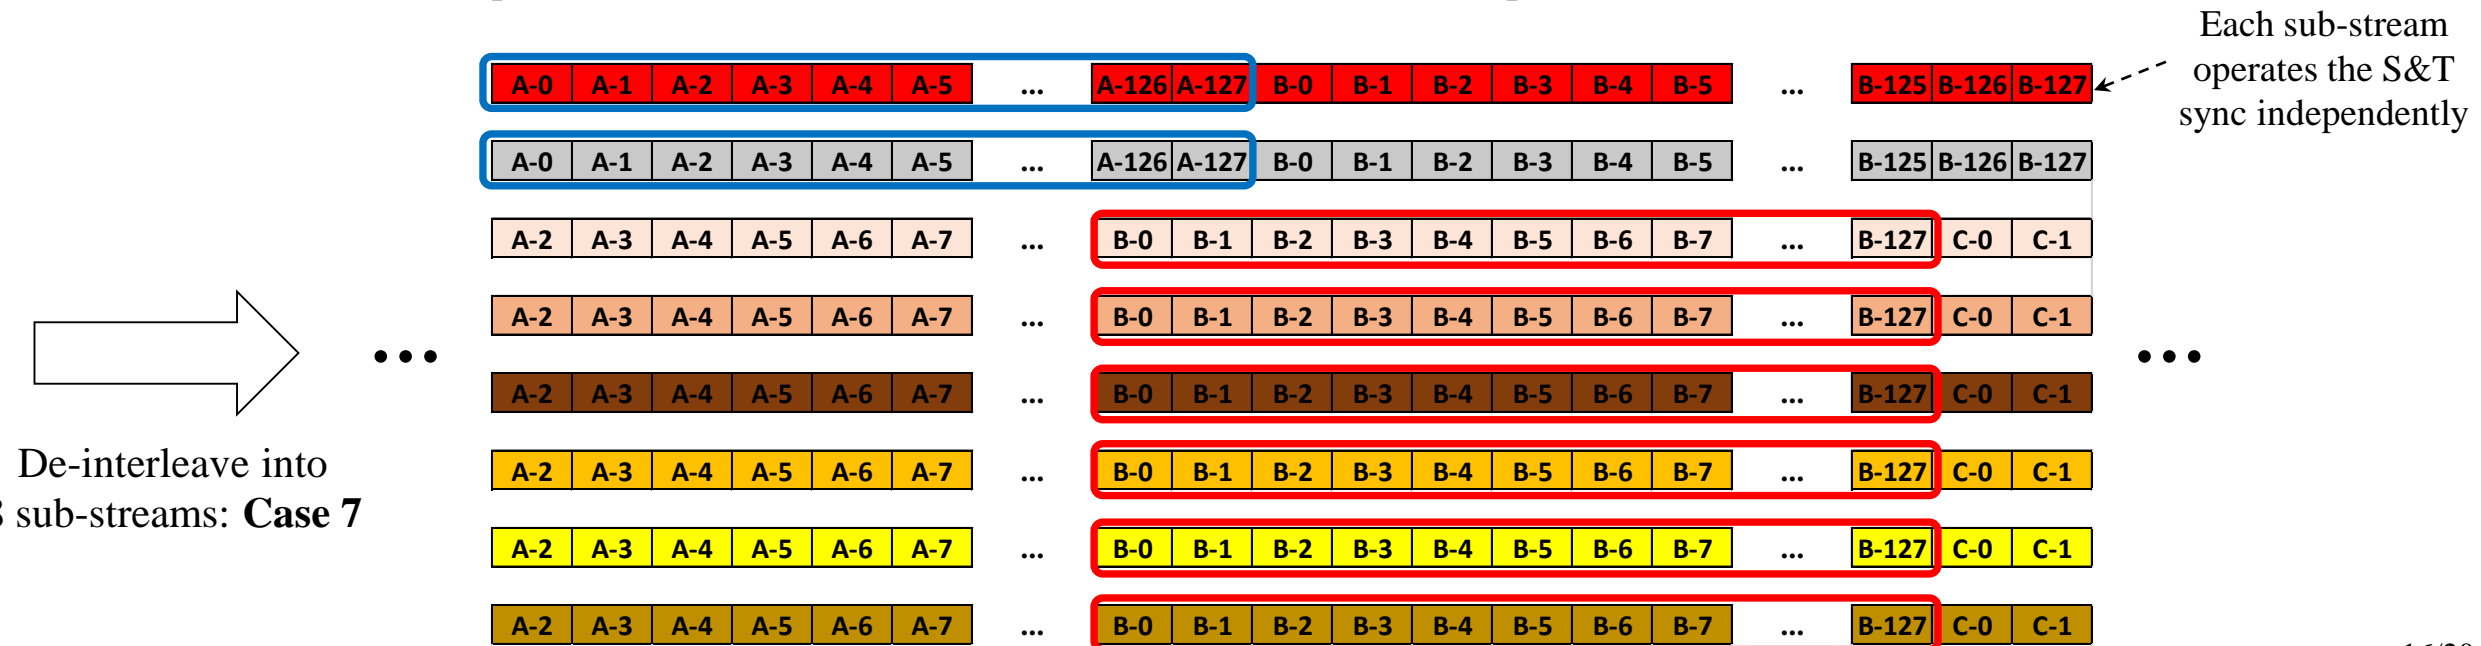 Each sub-stream
operates the S&T
sync independently
A-0 A-1 A-2 A-3 A-4 A-5 ... A-126 A-127 B-0 B-1 B-2 B-3 B-4 B-5 ... B-125 B-126 B-127
A-0 A-1 A-2 A-3 A-4 A-5 ... A-126 A-127 B-0 B-1 B-2 B-3 B-4 B-5 ... B-125 B-126 B-127
A-2 A-3 A-4 A-5 A-6 A-7 ... B-0 B-1 B-2 B-3 B-4 B-5 B-6 B-7 ... B-127 C-0 C-1
A-2 A-3 A-4 A-5 A-6 A-7 ... B-0 B-1 B-2 B-3 B-4 B-5 B-6 B-7 ... B-127 C-0 C-1
... ...
A-2 A-3 A-4 A-5 A-6 A-7 ... B-0 B-1 B-2 B-3 B-4 B-5 B-6 B-7 ... B-127 C-0 C-1
A-2 A-3 A-4 A-5 A-6 A-7 ... B-0 B-1 B-2 B-3 B-4 B-5 B-6 B-7 ... B-127 C-0 C-1
A-2 A-3 A-4 A-5 A-6 A-7 ... B-0 B-1 B-2 B-3 B-4 B-5 B-6 B-7 ... B-127 C-0 C-1
A-2 A-3 A-4 A-5 A-6 A-7 ... B-0 B-1 B-2 B-3 B-4 B-5 B-6 B-7 ... B-127 C-0 C-1
De-interleave into
8 sub-streams: Case 7